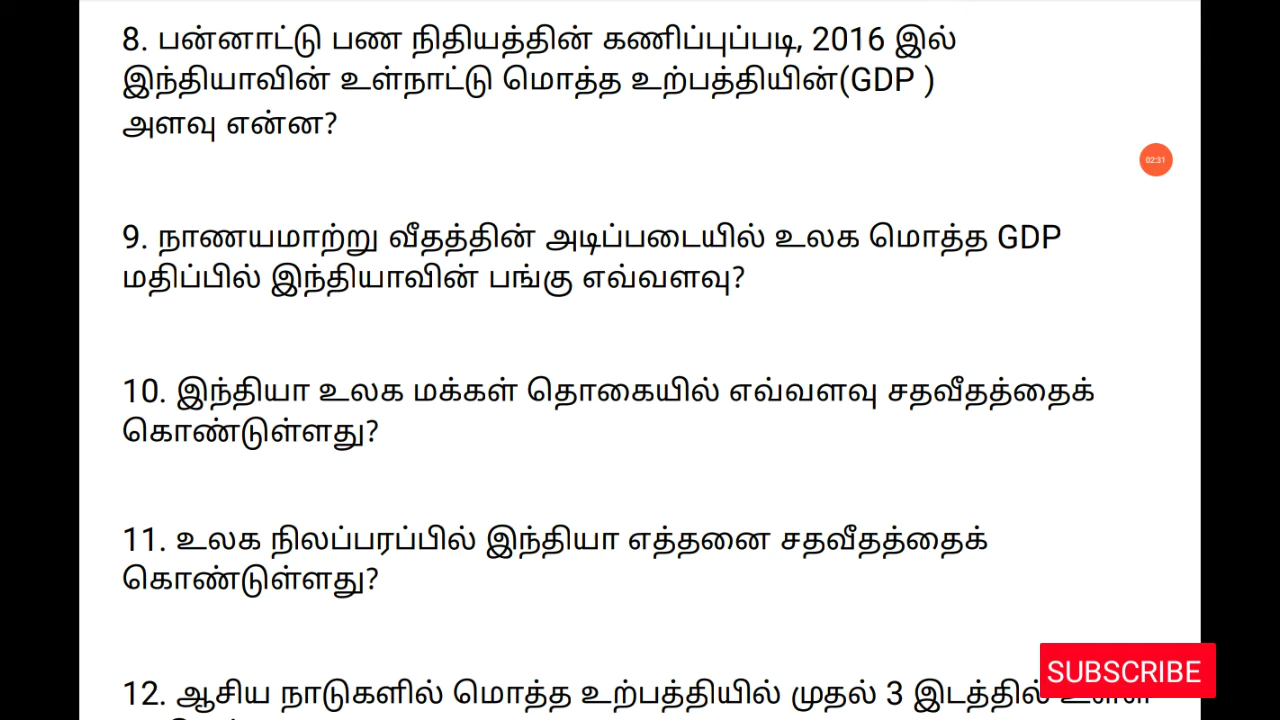 8. பன்னாட்டு பண நிதியத்தின் கணிப்புப்படி, 2016 இல்
இந்தியாவின் உள்நாட்டு மொத்த உற்பத்தியின்(GDP )
அளவு என்ன?
02:31
9. நாணயமாற்று வீதத்தின் அடிப்படையில் உலக மொத்த GDP
மதிப்பில் இந்தியாவின் பங்கு எவ்வளவு?
10. இந்தியா உலக மக்கள் தொகையில் எவ்வளவு சதவீதத்தைக்
கொண்டுள்ளது?
11. உலக நிலப்பரப்பில் இந்தியா எத்தனை சதவீதத்தைக்
கொண்டுள்ளது?
SUBSCRIBE
12. ஆசிய நாடுகளில் மொத்த உற்பத்தியில் முதல் 3 இடத்தில்